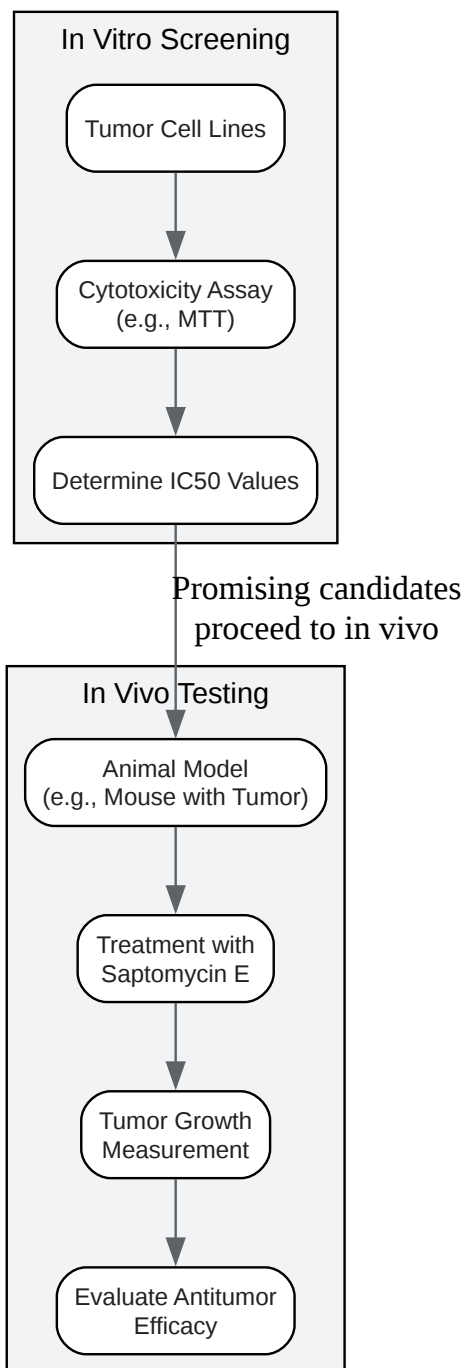 In Vitro Screening
Tumor Cell Lines
Cytotoxicity Assay
(e.g., MTT)
Determine IC50 Values
Promising candidates
proceed to in vivo
In Vivo Testing
Animal Model
(e.g., Mouse with Tumor)
Treatment with
Saptomycin E
Tumor Growth
Measurement
Evaluate Antitumor
Efficacy